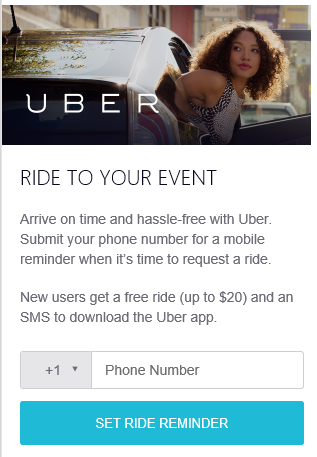 UBER
RIDE TO YOUR EVENT
Arrive on time and hassle-free with Uber.
Submit your phone number for a mobile
reminder when it's time to request a ride.
New users get a free ride (up to $20) and an
SMS to download the Uber app.
+1 ▼ Phone Number
SET RIDE REMINDER